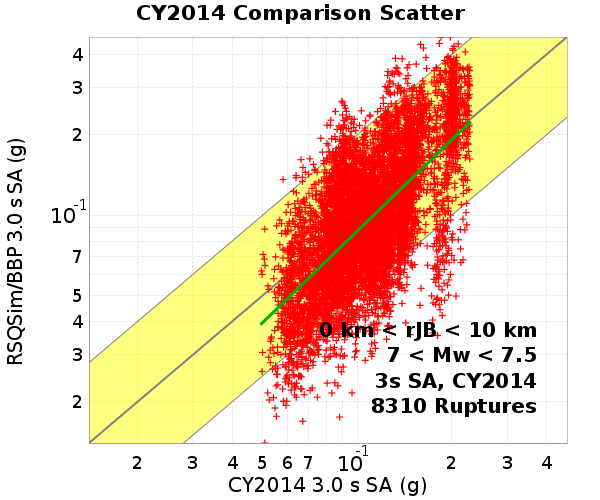 CY2014 Comparison Scatter
RSQSim/BBP 3.0 s SA (g)
4
3
2
10-1
7
5
4
3
2
0 km < rJB < 10 km
7 < Mw < 7.5
3s SA, CY2014
8310 Ruptures
2 3 4 5 6 7 10-1 2 3 4
CY2014 3.0 s SA (g)